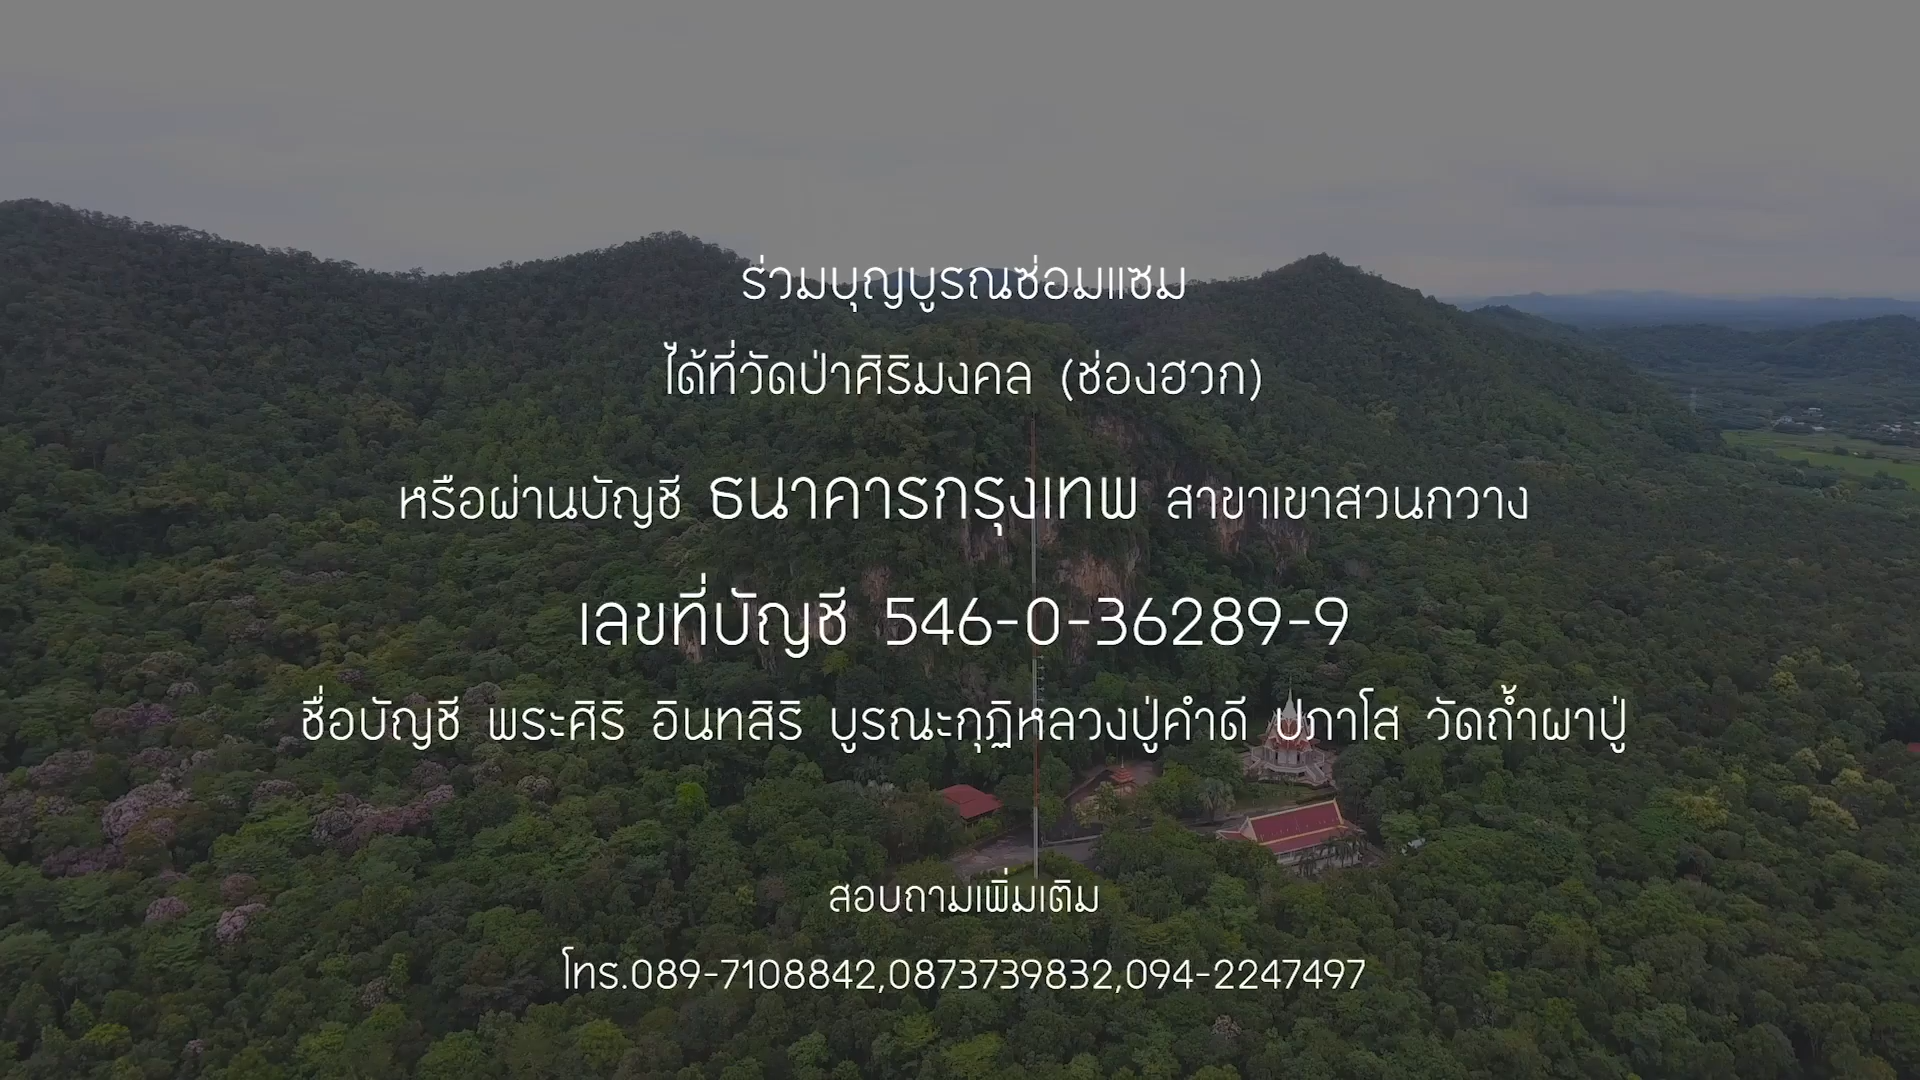 ร่วมบุญบูรณซ่อมแซม
ได้ที่วัดป่าศิริมงคล (ช่องฮวก)
หรือผ่านบัญชี ธนาคารกรุงเทพ สาขาเขาสวนกวาง
เลขที่บัญชี 546-0-36289-9
ชื่อบัญชี พระศิริ อินทสิริ บูรณะกุฏิหลวงปู่คำดี ปภาโส วัดถ้ำผาปู่
สอบถามเพิ่มเติม
โทร.089-7108842,0873739832,094-2247497